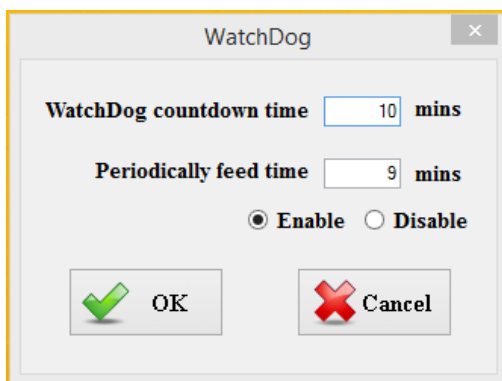 WatchDog
WatchDog countdown time 10 mins
Periodically feed time 9 mins
Enable Disable
OK Cancel